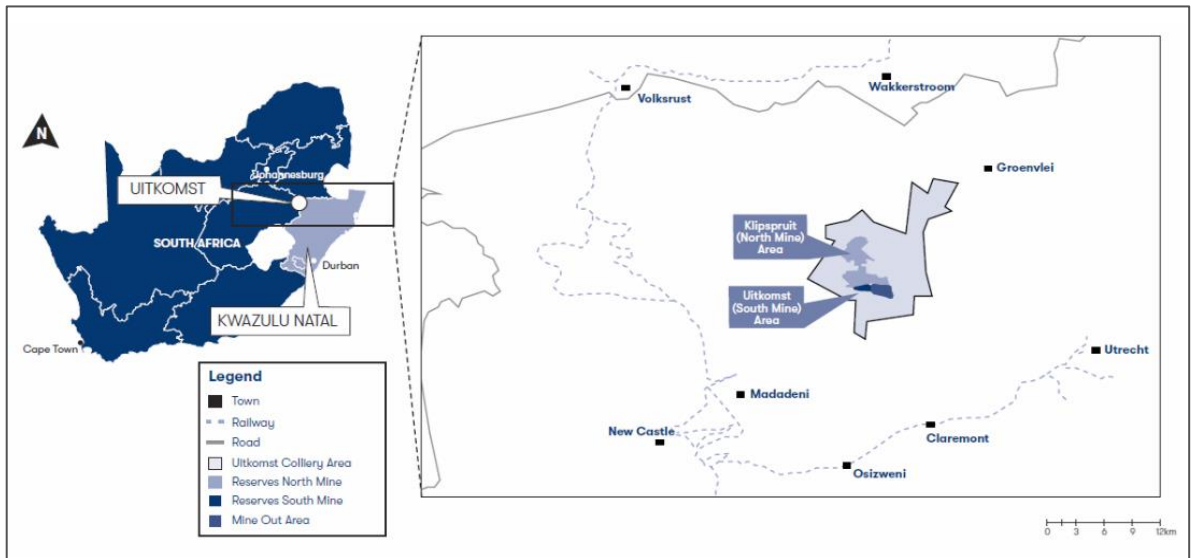 N
Johannesburg
UITKOMST
SOUTH AFRICA
Durban
KWAZULU NATAL
Cape Town
Legend
Town
Railway
Road
Uitkomst Colliery Area
Reserves North Mine
Reserves South Mine
Mine Out Area
Volksrust
Wakkerstroom
Groenvlei
Klipspruit
(North Mine)
Area
Uitkomst
(South Mine)
Area
Utrecht
Madadeni
New Castle
Claremont
Osizweni
0 3 6 9 12km